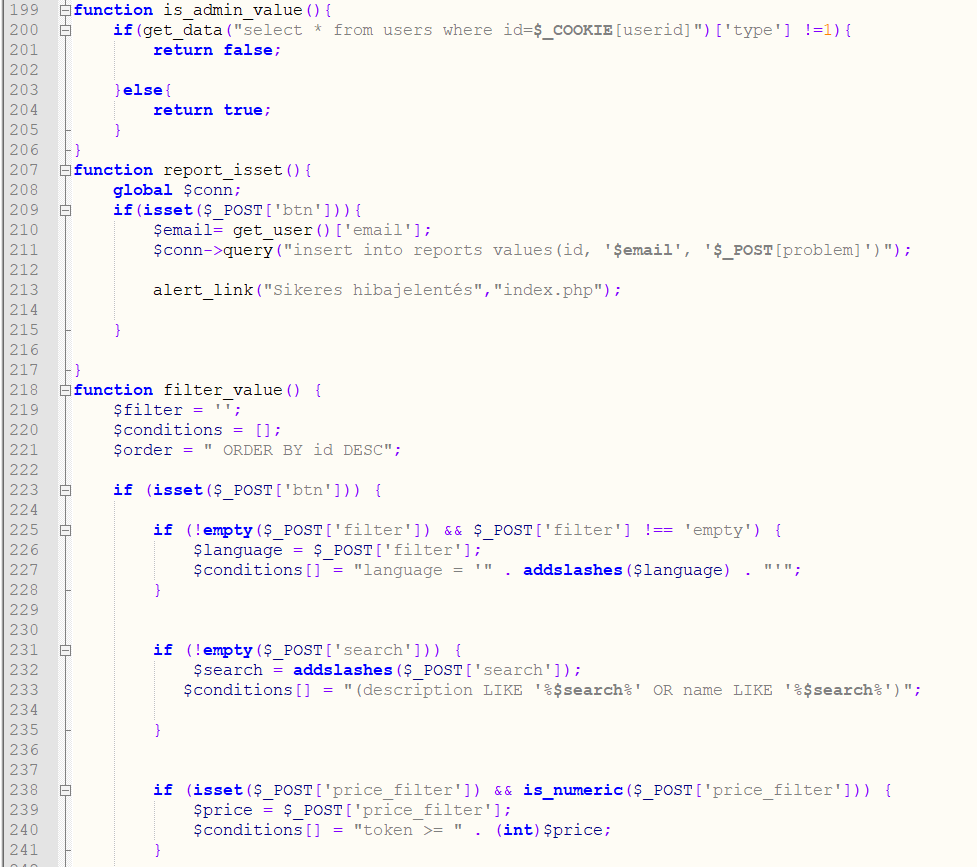 199 function is_admin_value(){
200 if(get_data("select * from users where id=$_COOKIE[userid]")['type'] !=1){
201 return false;
202
203 }else{
204 return true;
205 }
206 }
207 function report_isset(){
208 global $conn;
209 if(isset($_POST['btn'])){
210 $email= get_user()['email'];
211 $conn->query("insert into reports values(id, '$email', '$_POST[problem]')");
212
213 alert_link("Sikeres hibajelentés","index.php");
214
215 }
216
217 }
218 function filter_value() {
219 $filter = '';
220 $conditions = [];
221 $order = " ORDER BY id DESC";
222
223 if (isset($_POST['btn'])) {
224
225 if (!empty($_POST['filter']) && $_POST['filter'] !== 'empty') {
226 $language = $_POST['filter'];
227 $conditions[] = "language = '" . addslashes($language) . "'";
228 }
229
230
231 if (!empty($_POST['search'])) {
232 $search = addslashes($_POST['search']);
233 $conditions[] = "(description LIKE '%$search%' OR name LIKE '%$search%')";
234
235 }
236
237
238 if (isset($_POST['price_filter']) && is_numeric($_POST['price_filter'])) {
239 $price = $_POST['price_filter'];
240 $conditions[] = "token >= " . (int)$price;
241 }